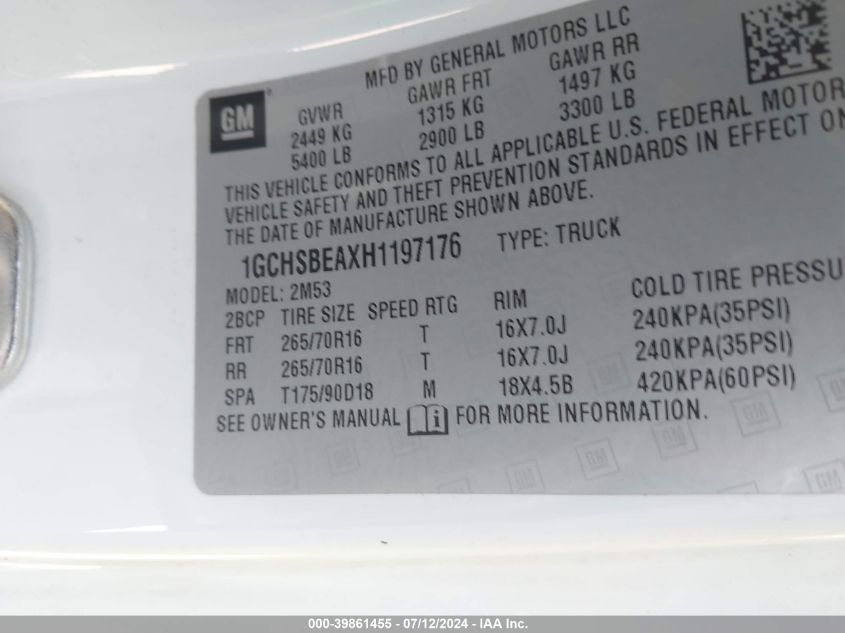 MFD BY GENERAL MOTORS LLC
GM
GVWR GAWR FRT GAWR RR
2449 KG 1315 KG 1497 KG
5400 LB 2900 LB 3300 LB
THIS VEHICLE CONFORMS TO ALL APPLICABLE U.S. FEDERAL MOTOR
VEHICLE SAFETY AND THEFT PREVENTION STANDARDS IN EFFECT ON
THE DATE OF MANUFACTURE SHOWN ABOVE.
1GCHSBEAXH1197176 TYPE: TRUCK
MODEL: 2M53
2BCP TIRE SIZE SPEED RTG RIM COLD TIRE PRESSU
FRT 265/70R16 T 16X7.0J 240KPA(35PSI)
RR 265/70R16 T 16X7.0J 240KPA(35PSI)
SPA T175/90D18 M 18X4.5B 420KPA(60PSI)
SEE OWNER'S MANUAL FOR MORE INFORMATION.
000-39861455 - 07/12/2024 - IAA Inc.